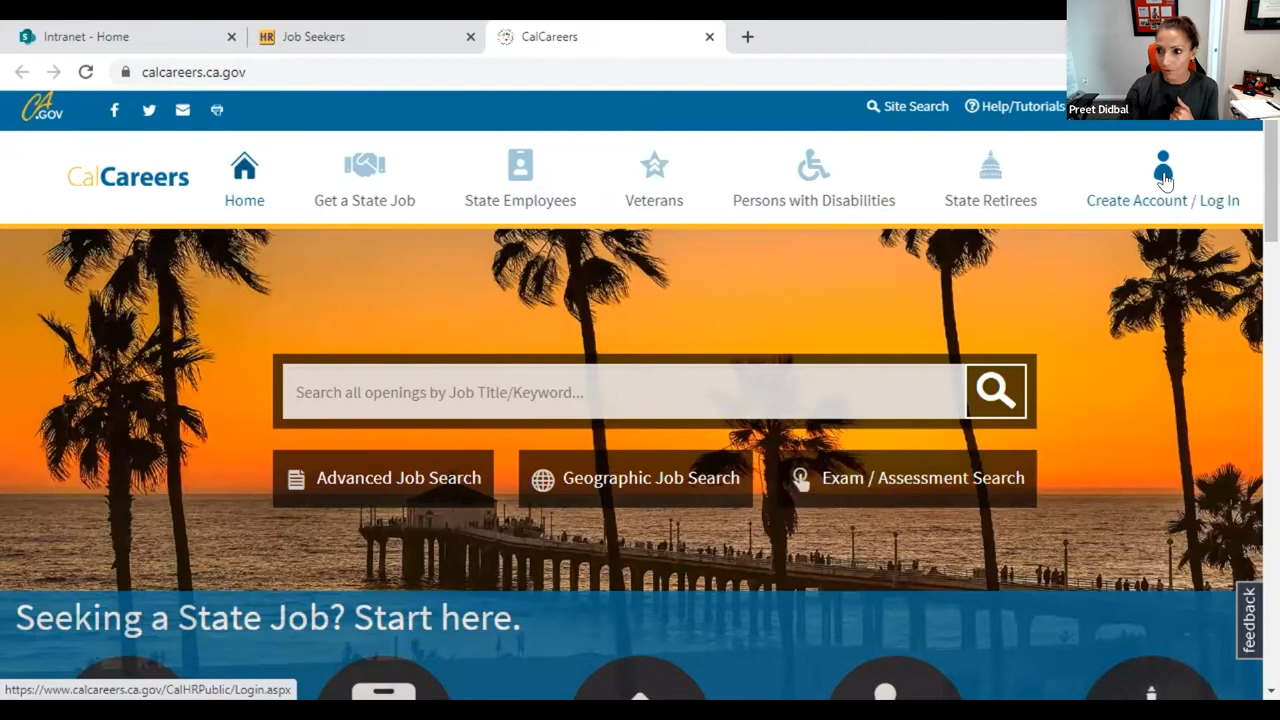 Intranet - Home
HR Job Seekers
CalCareers
Preet Didbal
calcareers.ca.gov
CA.GOV
Site Search
Help/Tutorials
CalCareers
Home
Get a State Job
State Employees
Veterans
Persons with Disabilities
State Retirees
Create Account / Log In
Search all openings by Job Title/Keyword...
Advanced Job Search
Geographic Job Search
Exam / Assessment Search
feedback
Seeking a State Job? Start here.
https://www.calcareers.ca.gov/CalHRPublic/Login.aspx